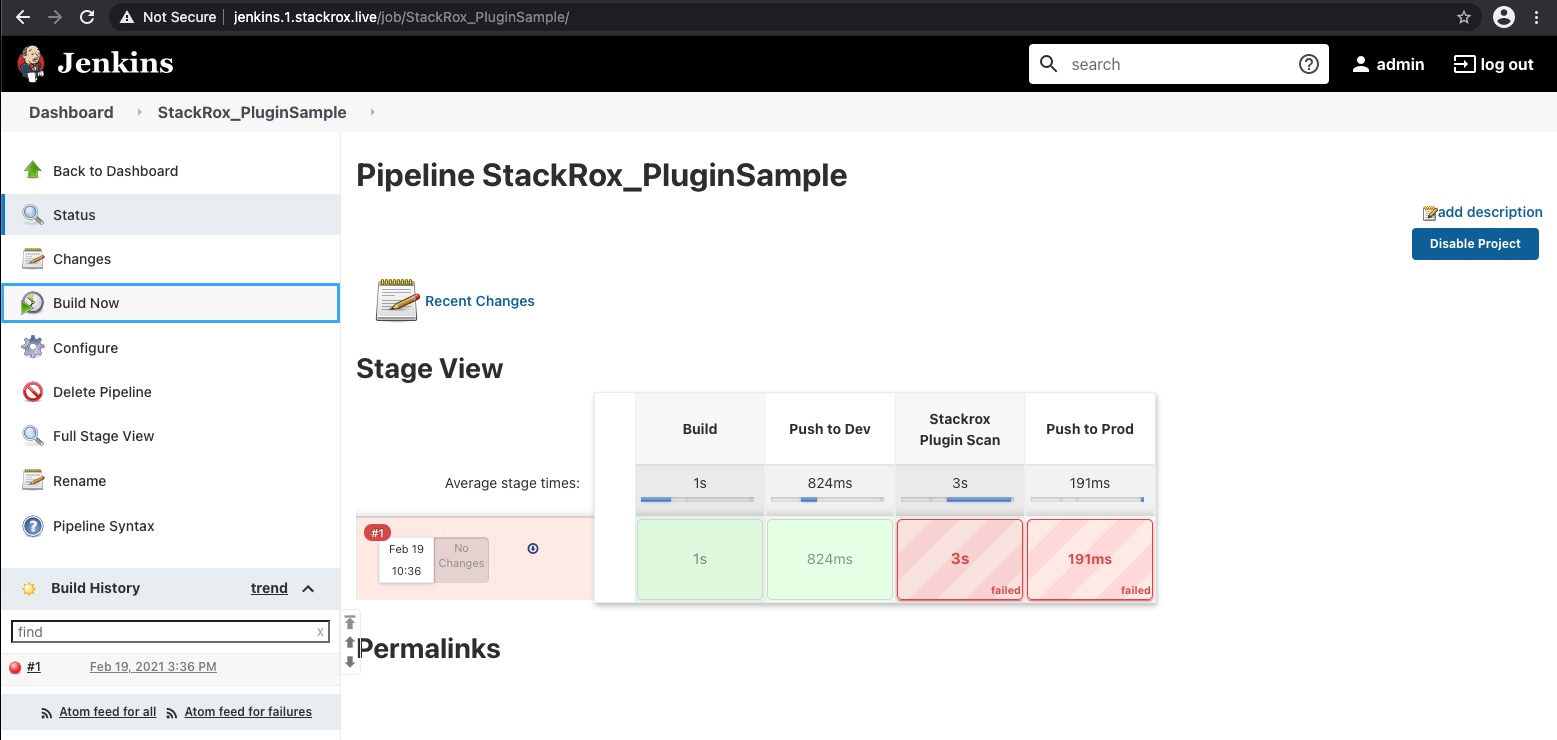 Not Secure jenkins.1.stackrox.live/job/StackRox_PluginSample/
Jenkins
search
admin
log out
Dashboard StackRox_PluginSample
Back to Dashboard
Status
Changes
Build Now
Configure
Delete Pipeline
Full Stage View
Rename
Pipeline Syntax
Build History trend
find x
#1 Feb 19, 2021 3:36 PM
Atom feed for all Atom feed for failures
Pipeline StackRox_PluginSample
add description
Disable Project
Recent Changes
Stage View
Build Push to Dev Stackrox Push to Prod
Plugin Scan
Average stage times: 1s 824ms 3s 191ms
#1
Feb 19 No
10:36 Changes
1s 824ms 3s 191ms
failed failed
Permalinks